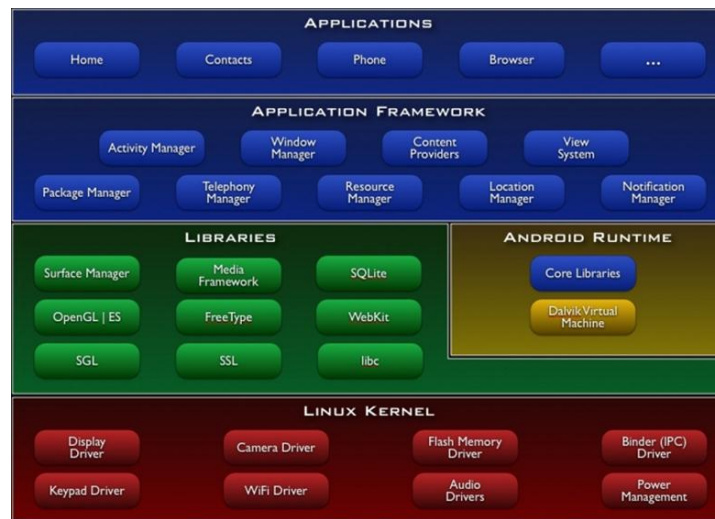 APPLICATIONS
Home
Contacts
Phone
Browser
...
APPLICATION FRAMEWORK
Activity Manager
Window
Manager
Content
Providers
View
System
Package Manager
Telephony
Manager
Resource
Manager
Location
Manager
Notification
Manager
LIBRARIES
Surface Manager
Media
Framework
SQLite
OpenGL | ES
FreeType
WebKit
SGL
SSL
libc
ANDROID RUNTIME
Core Libraries
Dalvik Virtual
Machine
LINUX KERNEL
Display
Driver
Camera Driver
Flash Memory
Driver
Binder (IPC)
Driver
Keypad Driver
WiFi Driver
Audio
Drivers
Power
Management